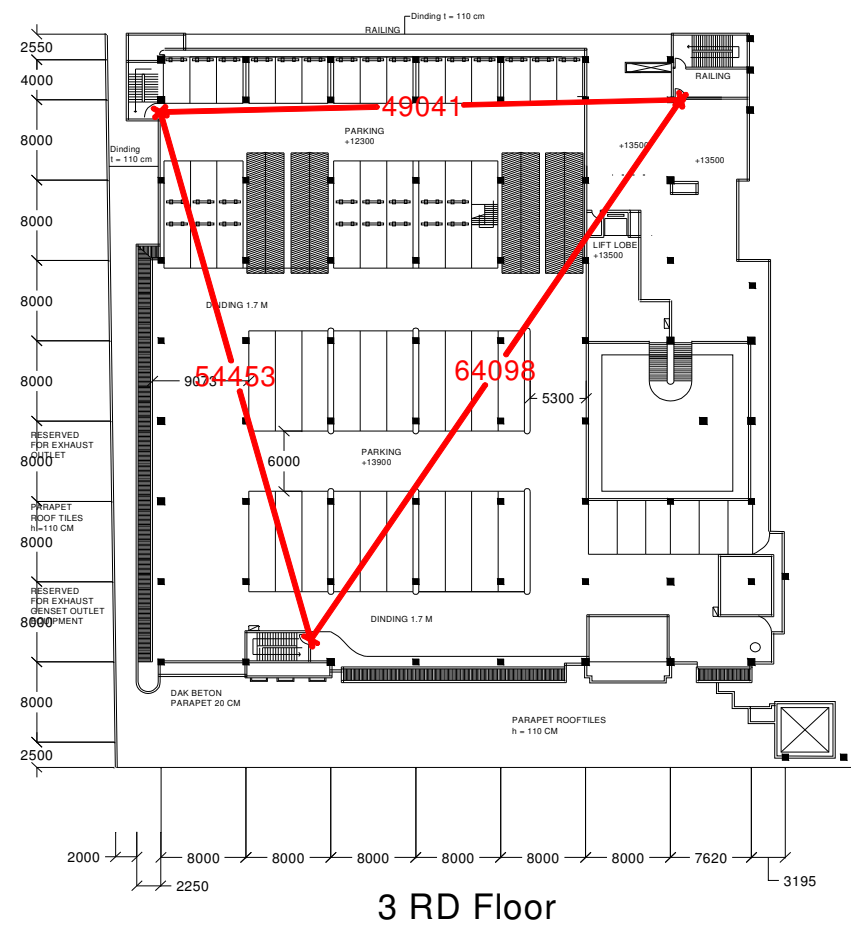 Dinding t = 110 cm
RAILING
2550
4000
RAILING
49041
8000
PARKING
+12300
+13500
+13500
Dinding
t = 110 cm
8000
LIFT LOBE
+13500
8000
DINDING 1.7 M
8000
9073
54453
64098
5300
RESERVED
FOR EXHAUST
OUTLET
8000
6000
PARKING
+13900
PARAPET
ROOF TILES
h =110 CM
8000
RESERVED
FOR EXHAUST
GENSET OUTLET
EQUIPMENT
8000
DINDING 1.7 M
8000
DAK BETON
PARAPET 20 CM
PARAPET ROOFTILES
h = 110 CM
2500
2000
8000
8000
8000
8000
8000
8000
7620
2250
3195
3 RD Floor